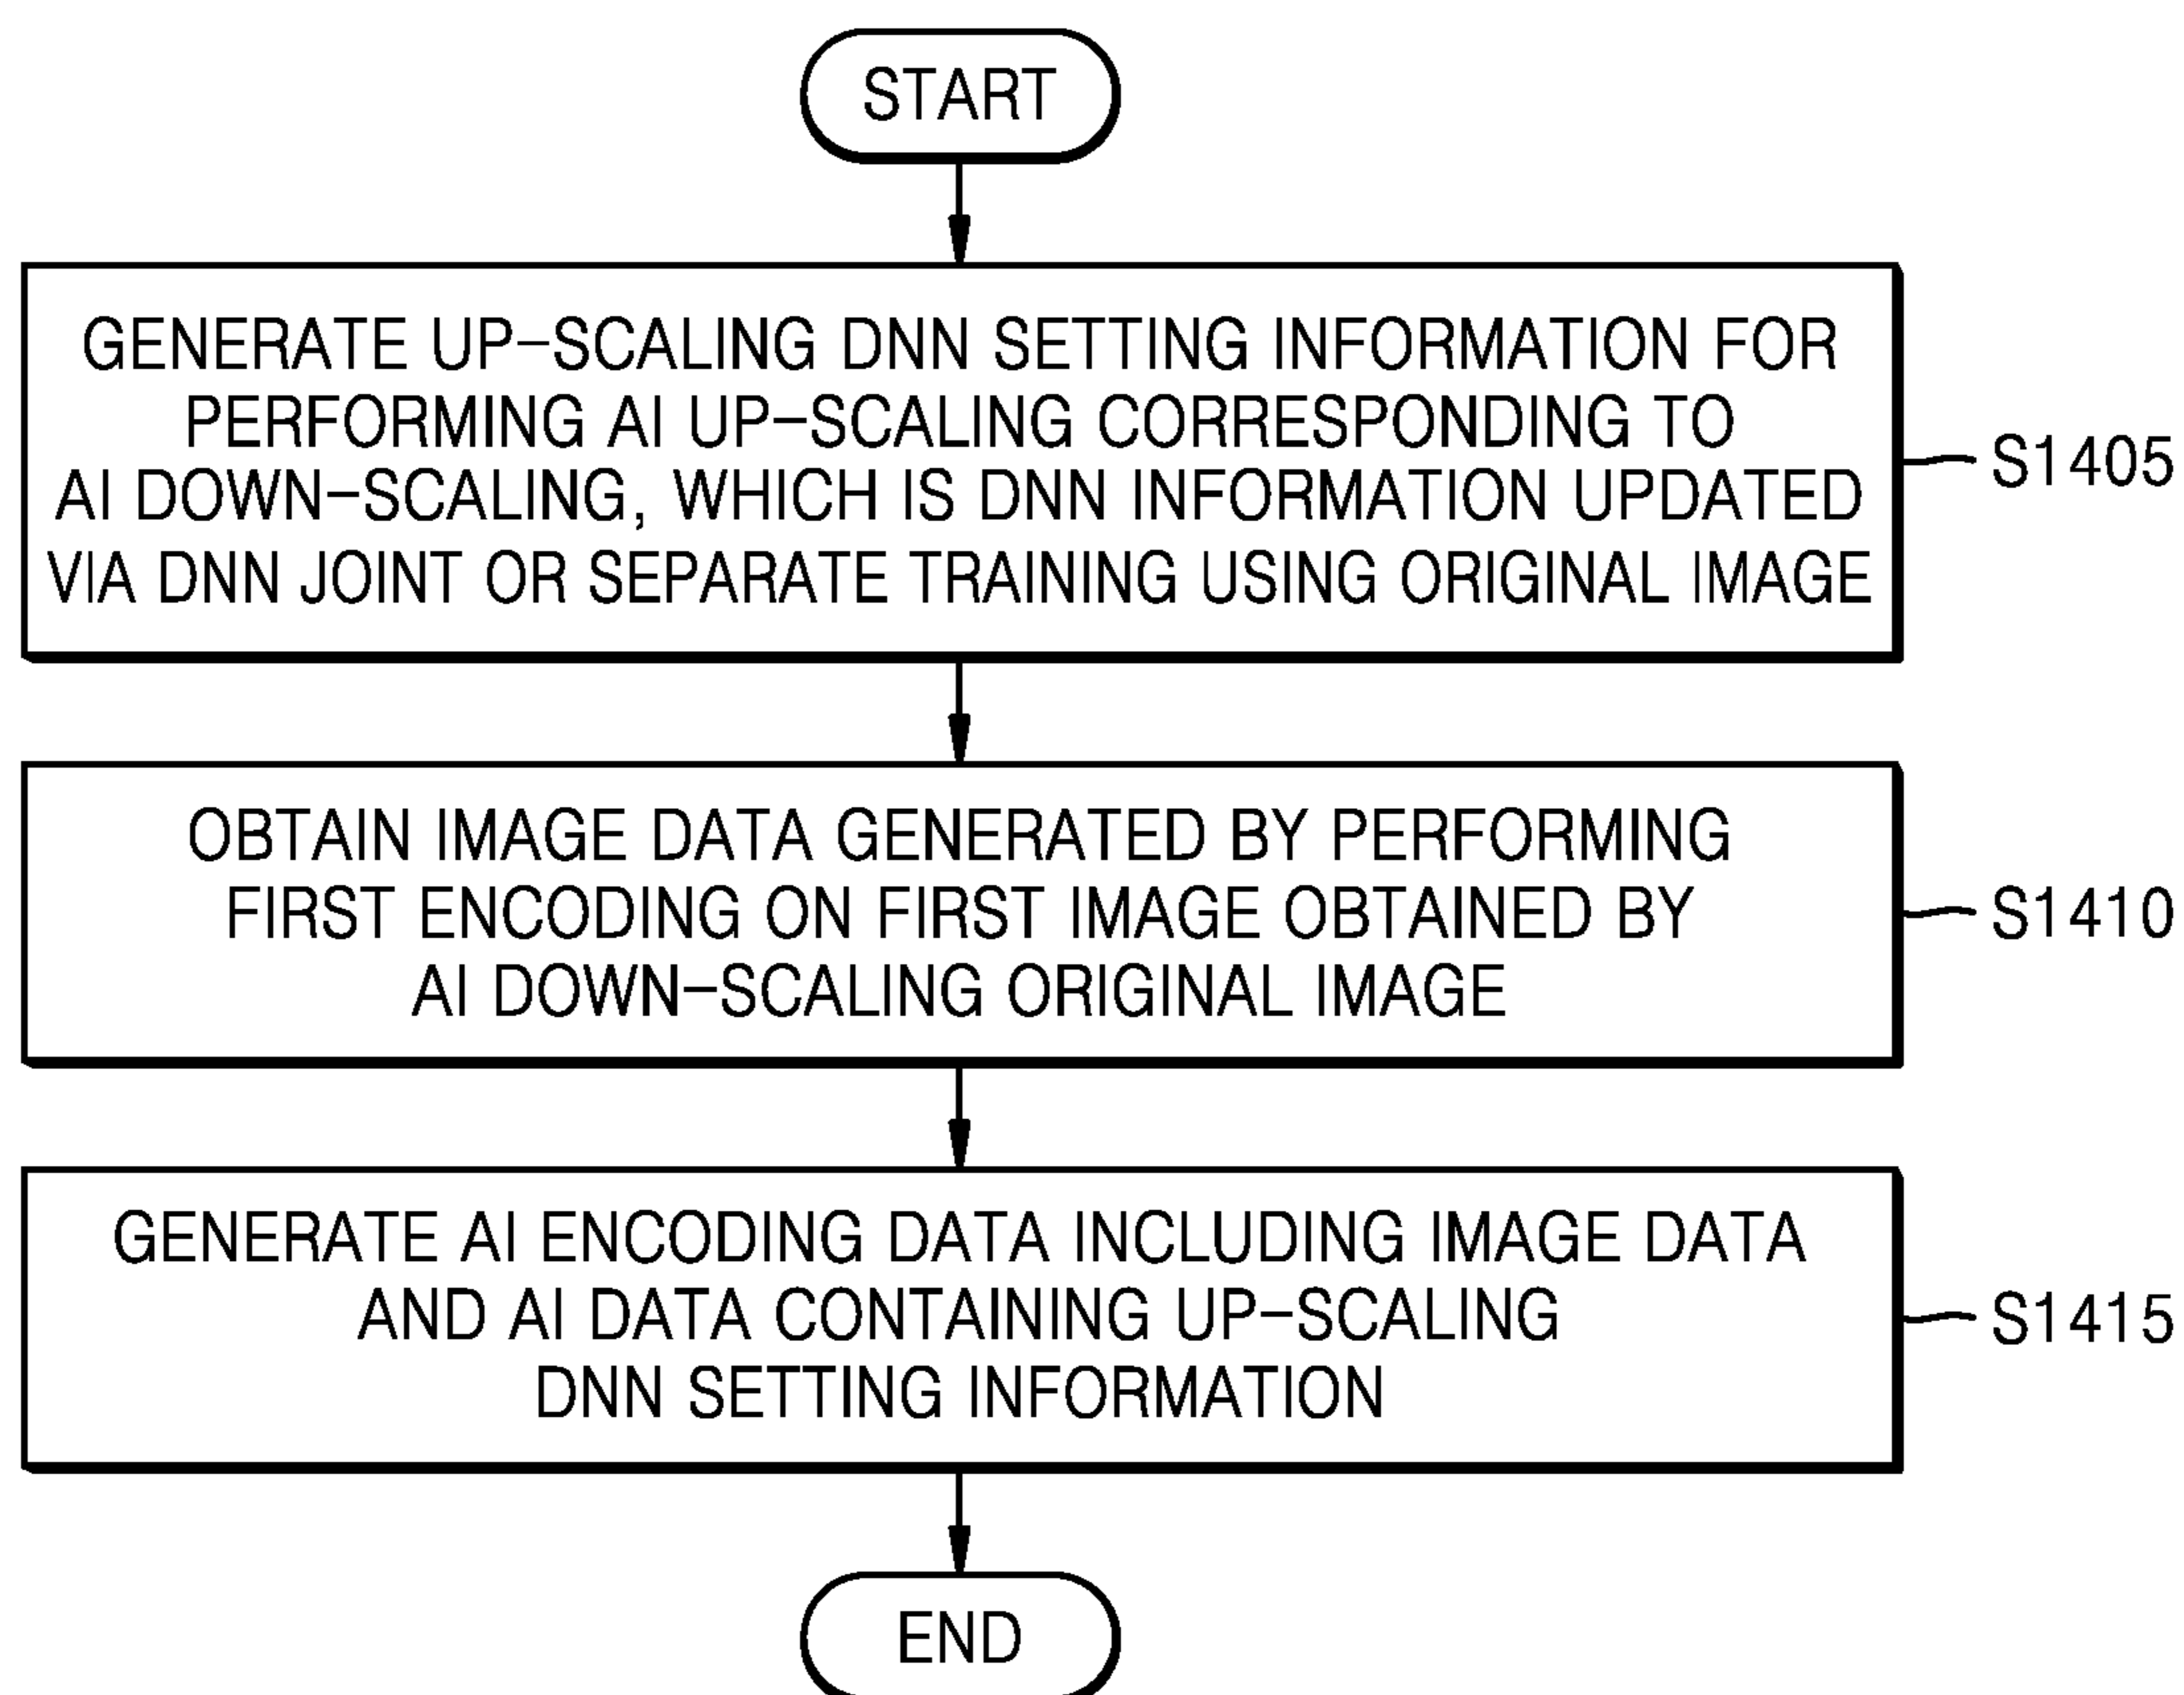 START
GENERATE UP-SCALING DNN SETTING INFORMATION FOR
PERFORMING AI UP-SCALING CORRESPONDING TO
AI DOWN-SCALING, WHICH IS DNN INFORMATION UPDATED
VIA DNN JOINT OR SEPARATE TRAINING USING ORIGINAL IMAGE
S1405
OBTAIN IMAGE DATA GENERATED BY PERFORMING
FIRST ENCODING ON FIRST IMAGE OBTAINED BY
AI DOWN-SCALING ORIGINAL IMAGE
S1410
GENERATE AI ENCODING DATA INCLUDING IMAGE DATA
AND AI DATA CONTAINING UP-SCALING
DNN SETTING INFORMATION
S1415
END